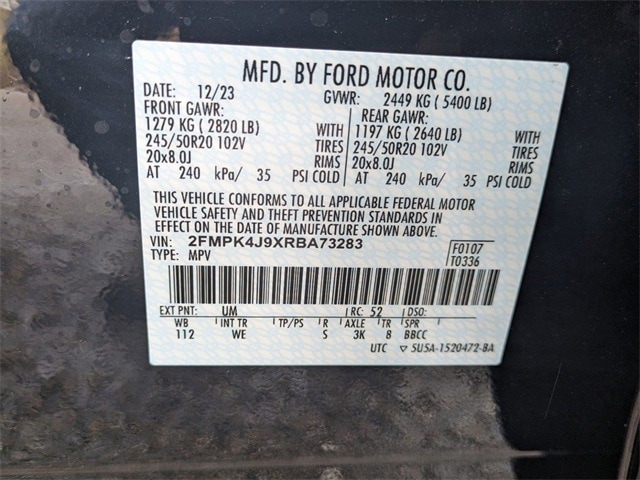 MFD. BY FORD MOTOR CO.
DATE: 12/23 GVWR: 2449 KG ( 5400 LB)
FRONT GAWR: REAR GAWR:
1279 KG ( 2820 LB) WITH 1197 KG ( 2640 LB) WITH
245/50R20 102V TIRES 245/50R20 102V TIRES
20x8.0J RIMS 20x8.0J RIMS
AT 240 kPa/ 35 PSI COLD AT 240 kPa/ 35 PSI COLD
THIS VEHICLE CONFORMS TO ALL APPLICABLE FEDERAL MOTOR
VEHICLE SAFETY AND THEFT PREVENTION STANDARDS IN
EFFECT ON THE DATE OF MANUFACTURE SHOWN ABOVE.
VIN: 2FMPK4J9XRBA73283 F0107
TYPE: MPV T0336
EXT PNT: UM RC: 52 DSO:
WB INT TR TP/PS R AXLE TR SPR
112 WE S 3K 8 BBCC
UTC ▽ 5USA-1520472-BA